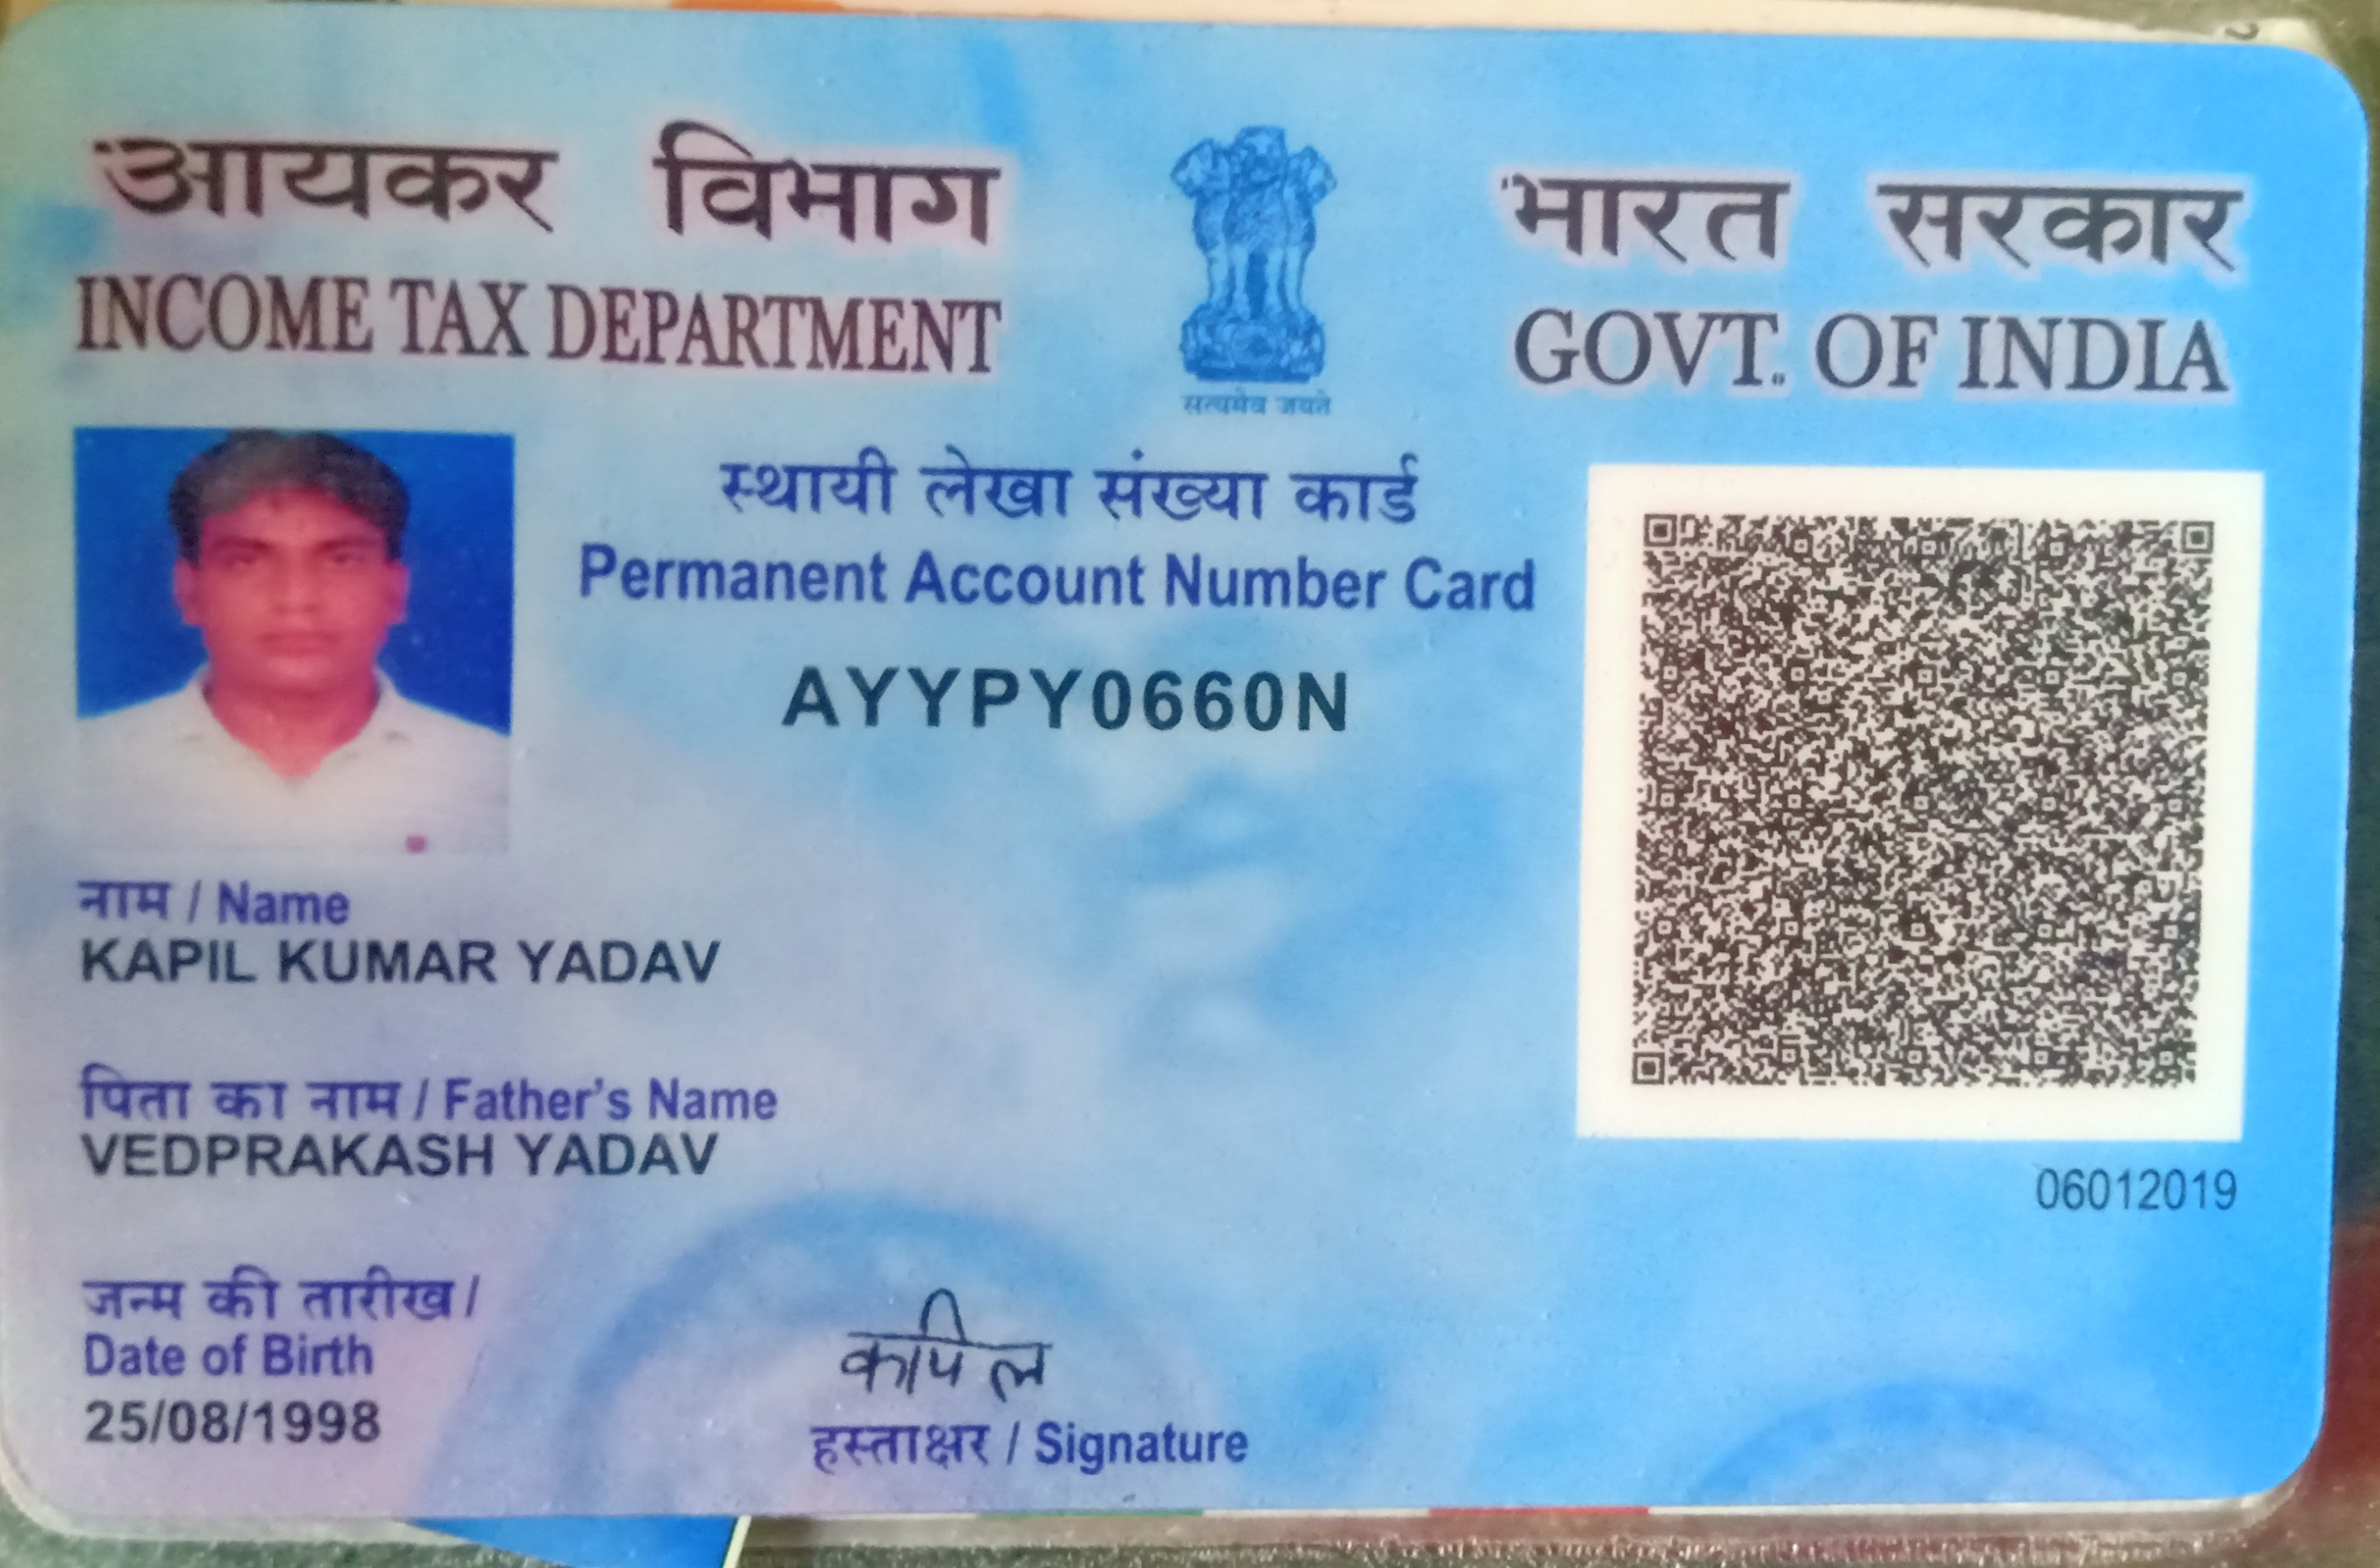 आयकर विभाग
INCOME TAX DEPARTMENT
सत्यमेव जयते
भारत सरकार
GOVT. OF INDIA
स्थायी लेखा संख्या कार्ड
Permanent Account Number Card
AYYPY0660N
नाम / Name
KAPIL KUMAR YADAV
पिता का नाम / Father's Name
VEDPRAKASH YADAV
06012019
जन्म की तारीख /
Date of Birth
25/08/1998
कपिल
हस्ताक्षर / Signature